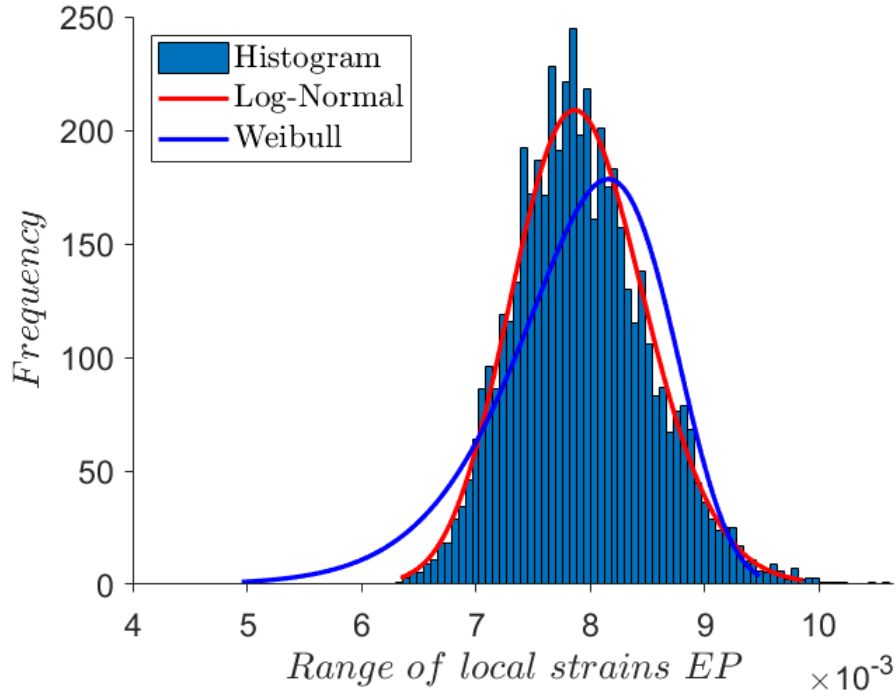 250
200
150
100
50
0
Frequency
Histogram
Log-Normal
Weibull
4 5 6 7 8 9 10
Range of local strains EP
×10⁻³